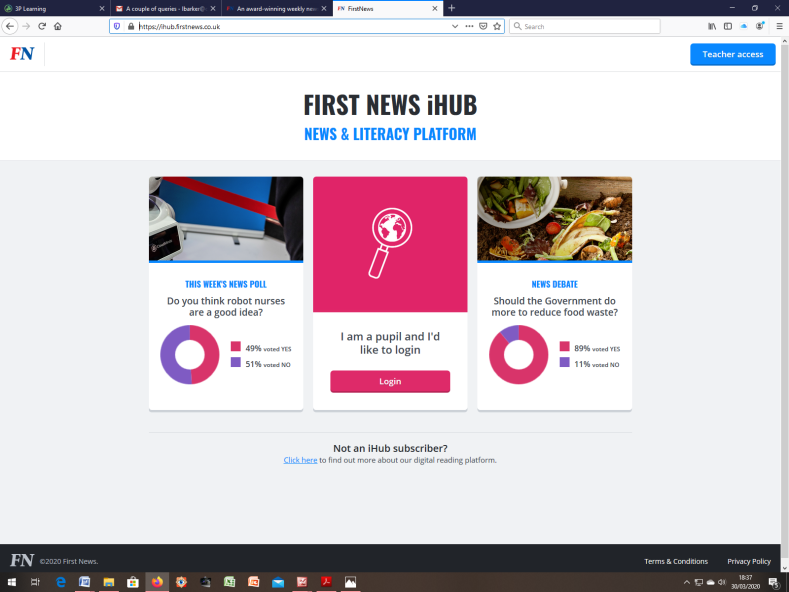 3P Learning
A couple of queries - lbarker@
An award-winning weekly new
FN FirstNews
https://ihub.firstnews.co.uk
Search
FN
Teacher access
FIRST NEWS iHUB
NEWS & LITERACY PLATFORM
THIS WEEK'S NEWS POLL
Do you think robot nurses
are a good idea?
49% voted YES
51% voted NO
I am a pupil and I'd
like to login
Login
NEWS DEBATE
Should the Government do
more to reduce food waste?
89% voted YES
11% voted NO
Not an iHub subscriber?
Click here to find out more about our digital reading platform.
FN ©2020 First News.
Terms & Conditions
Privacy Policy
18:37
30/03/2020